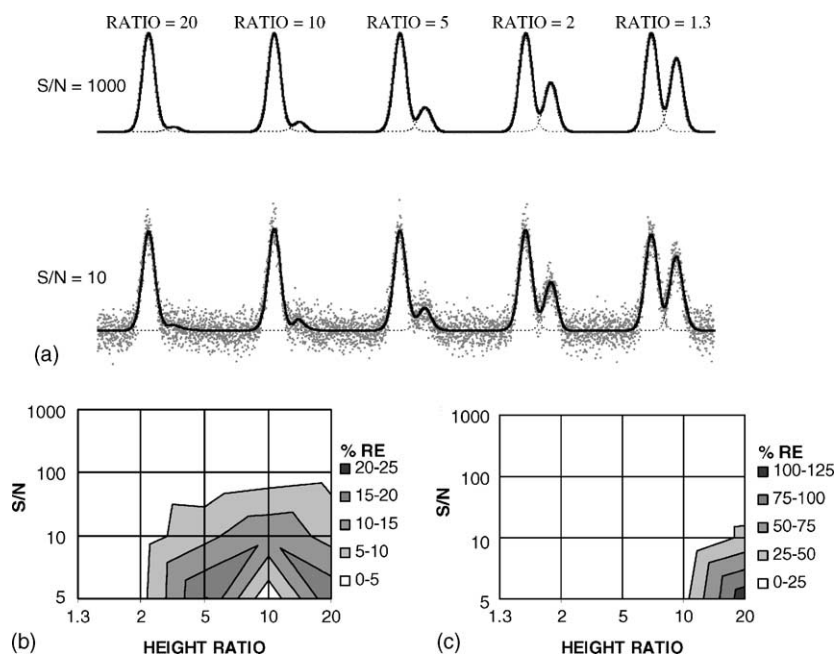 RATIO = 20 RATIO = 10 RATIO = 5 RATIO = 2 RATIO = 1.3
S/N = 1000
S/N = 10
(a)
1000
100
10
5
S/N
1.3 2 5 10 20
HEIGHT RATIO
% RE
20-25
15-20
10-15
5-10
0-5
(b)
1000
100
10
5
S/N
1.3 2 5 10 20
HEIGHT RATIO
% RE
100-125
75-100
50-75
25-50
0-25
(c)